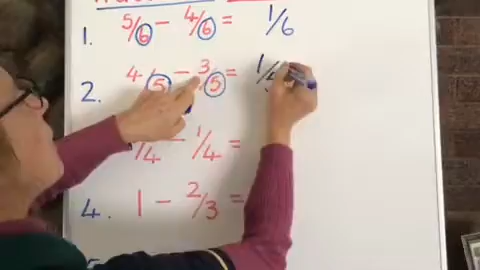 1. 5/6 - 4/6 = 1/6
2. 4/5 - 3/5 = 1/
/4 - 1/4 =
4. 1 - 2/3 =